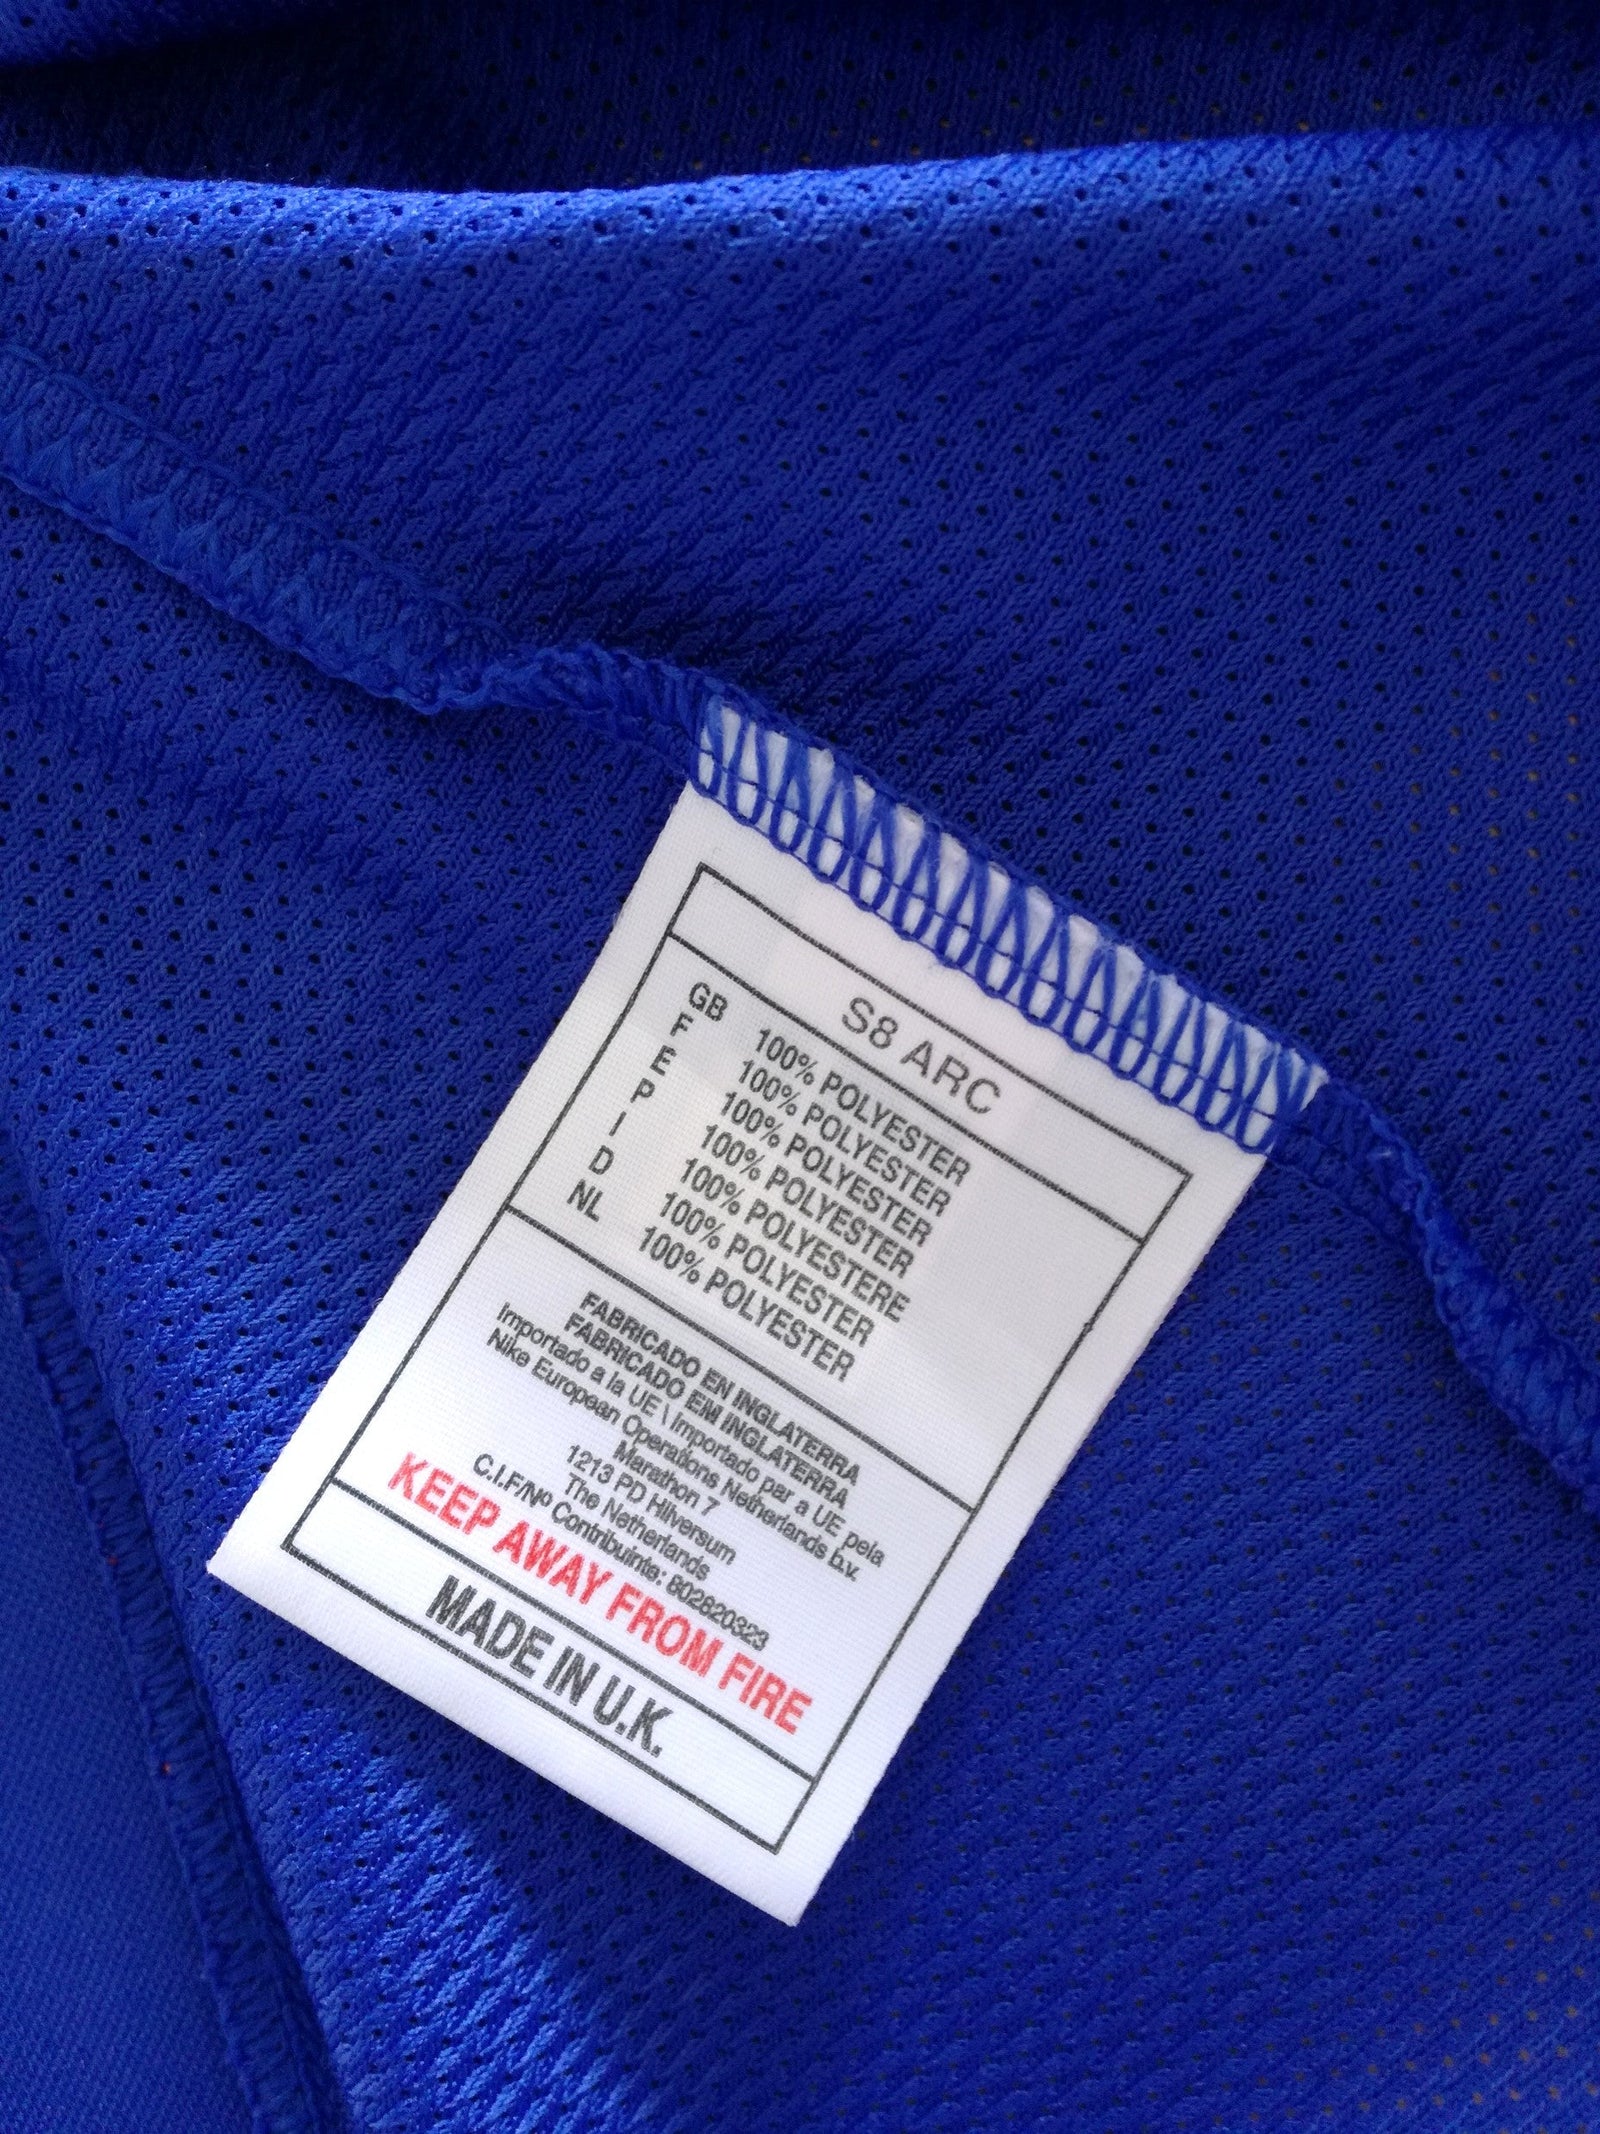 S8 ARC
GB 100% POLYESTER
F 100% POLYESTER
E 100% POLYESTER
P 100% POLYESTER
I 100% POLYESTERE
D 100% POLYESTER
NL 100% POLYESTER
FABRICADO EN INGLATERRA
FABRICADO EM INGLATERRA
Importado a la UE \ Importado par a UE pela
Nike European Operations Netherlands b.v.
Marathon 7
1213 PD Hilversum
The Netherlands
C.I.F/Nº Contribuinte: 802820323
KEEP AWAY FROM FIRE
MADE IN U.K.